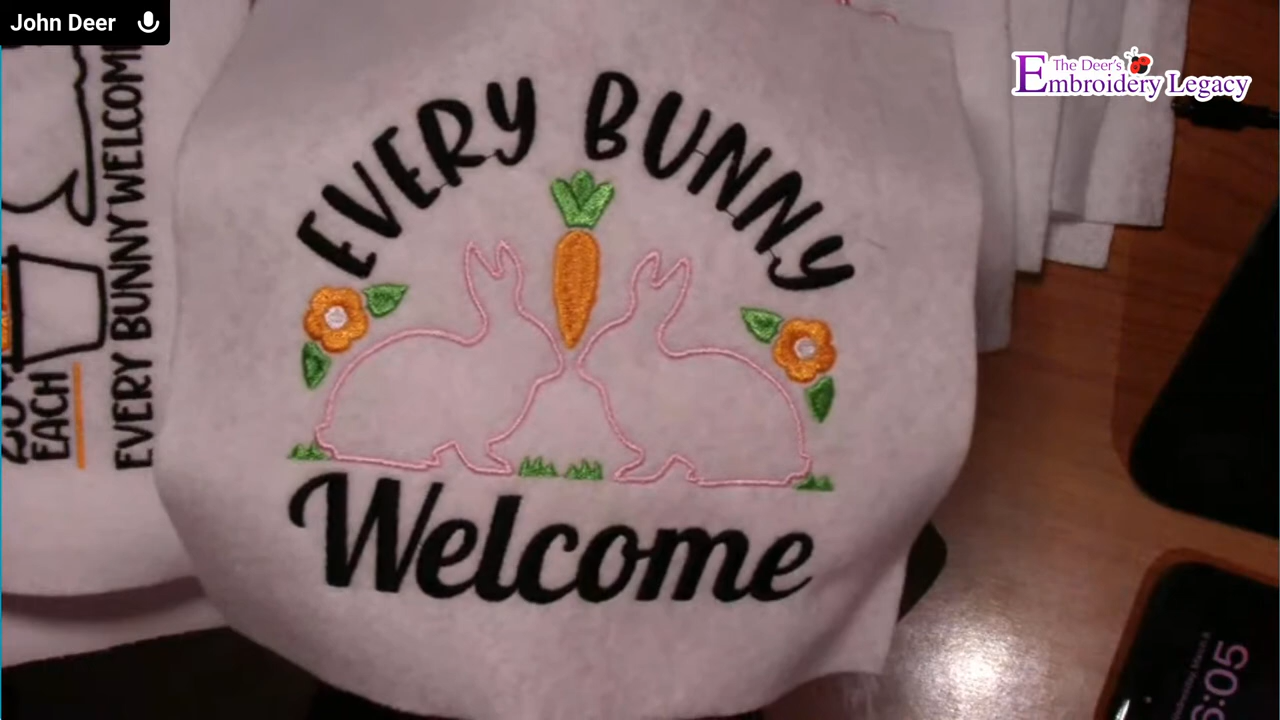 John Deer
The Deer's
Embroidery Legacy
EVERY BUNNY
Welcome
EACH
EVERY BUNNY WELCOME